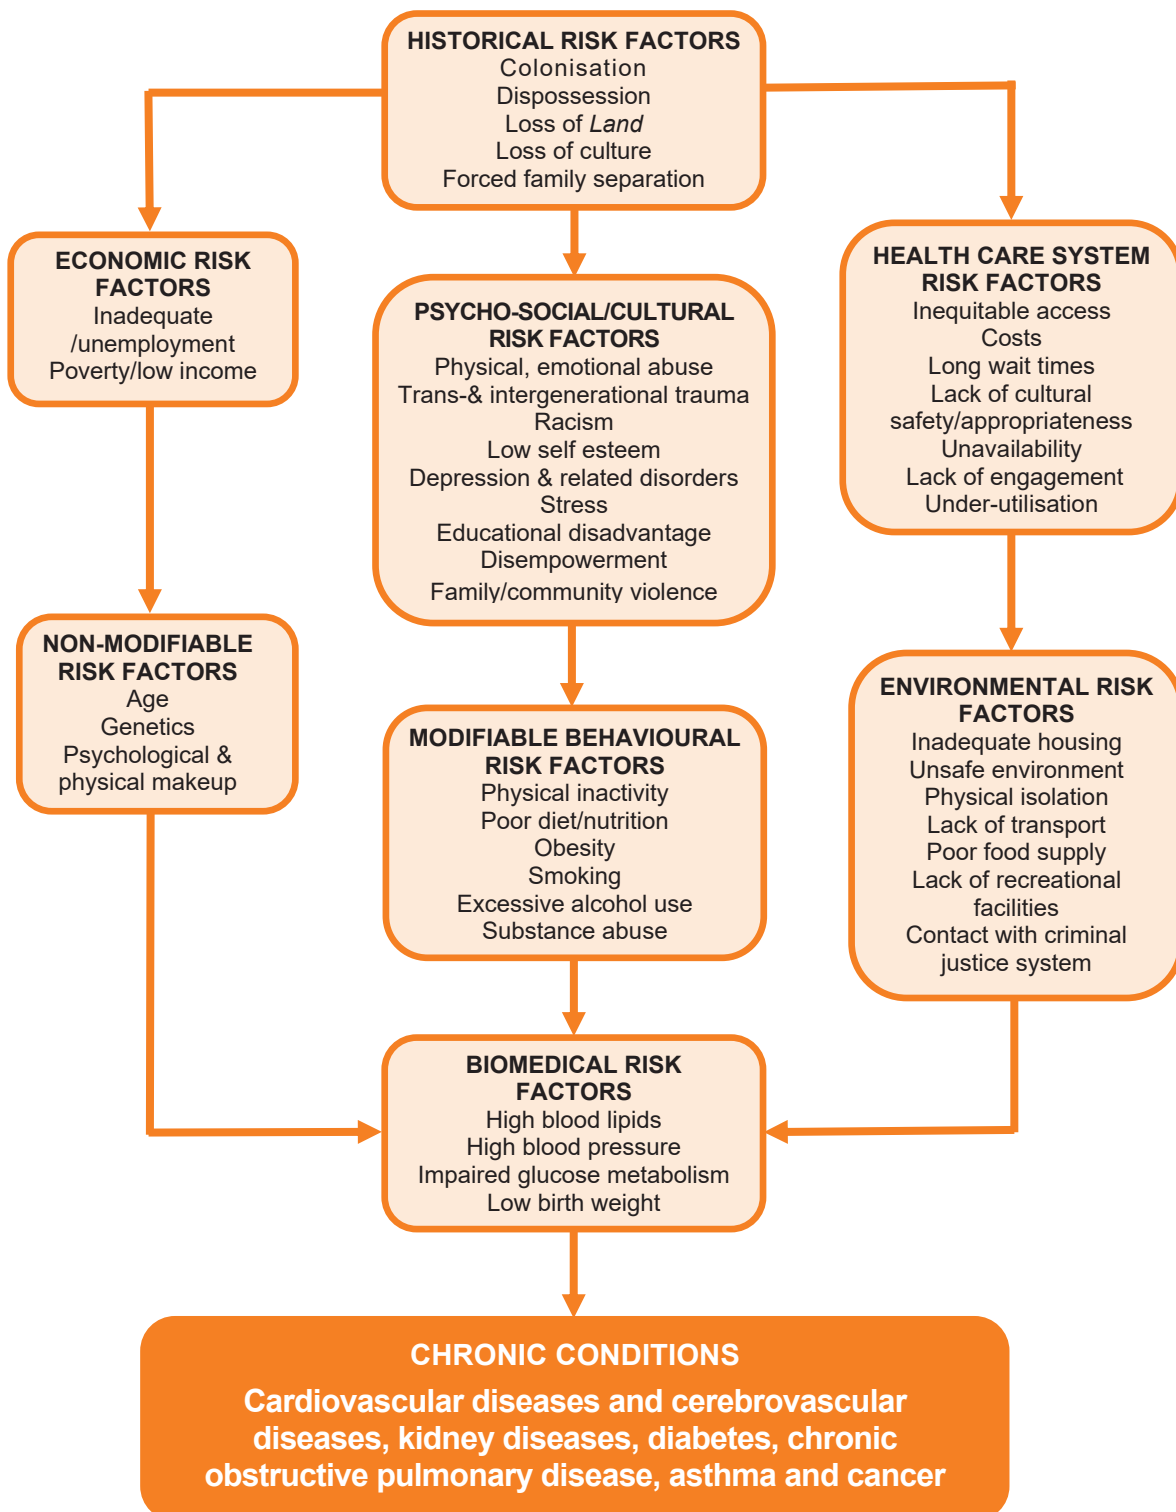 HISTORICAL RISK FACTORS
Colonisation
Dispossession
Loss of Land
Loss of culture
Forced family separation
ECONOMIC RISK
FACTORS
Inadequate
/unemployment
Poverty/low income
PSYCHO-SOCIAL/CULTURAL
RISK FACTORS
Physical, emotional abuse
Trans-& intergenerational trauma
Racism
Low self esteem
Depression & related disorders
Stress
Educational disadvantage
Disempowerment
Family/community violence
HEALTH CARE SYSTEM
RISK FACTORS
Inequitable access
Costs
Long wait times
Lack of cultural
safety/appropriateness
Unavailability
Lack of engagement
Under-utilisation
NON-MODIFIABLE
RISK FACTORS
Age
Genetics
Psychological &
physical makeup
MODIFIABLE BEHAVIOURAL
RISK FACTORS
Physical inactivity
Poor diet/nutrition
Obesity
Smoking
Excessive alcohol use
Substance abuse
ENVIRONMENTAL RISK
FACTORS
Inadequate housing
Unsafe environment
Physical isolation
Lack of transport
Poor food supply
Lack of recreational
facilities
Contact with criminal
justice system
BIOMEDICAL RISK
FACTORS
High blood lipids
High blood pressure
Impaired glucose metabolism
Low birth weight
CHRONIC CONDITIONS
Cardiovascular diseases and cerebrovascular
diseases, kidney diseases, diabetes, chronic
obstructive pulmonary disease, asthma and cancer